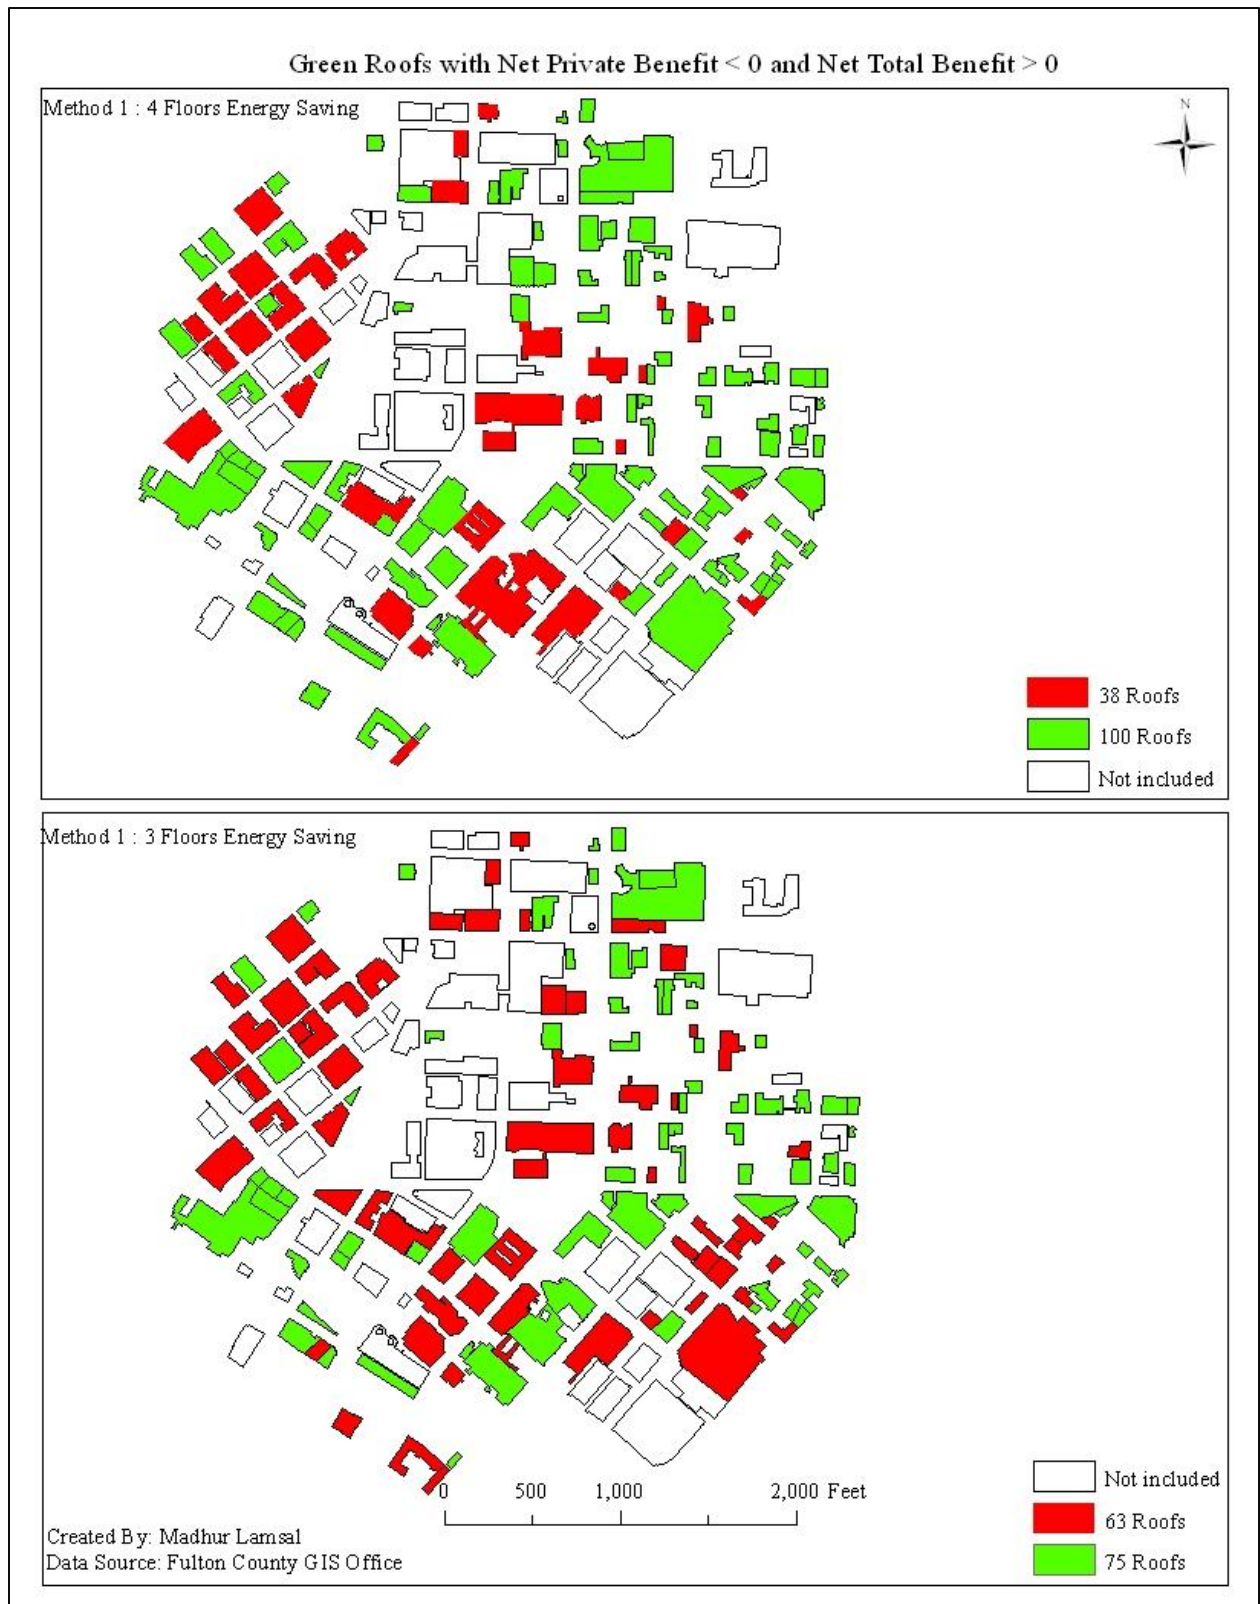 Green Roofs with Net Private Benefit < 0 and Net Total Benefit > 0
Method 1 : 4 Floors Energy Saving
N
38 Roofs
100 Roofs
Not included
Method 1 : 3 Floors Energy Saving
0 500 1,000 2,000 Feet
Not included
63 Roofs
75 Roofs
Created By: Madhur Lamsal
Data Source: Fulton County GIS Office